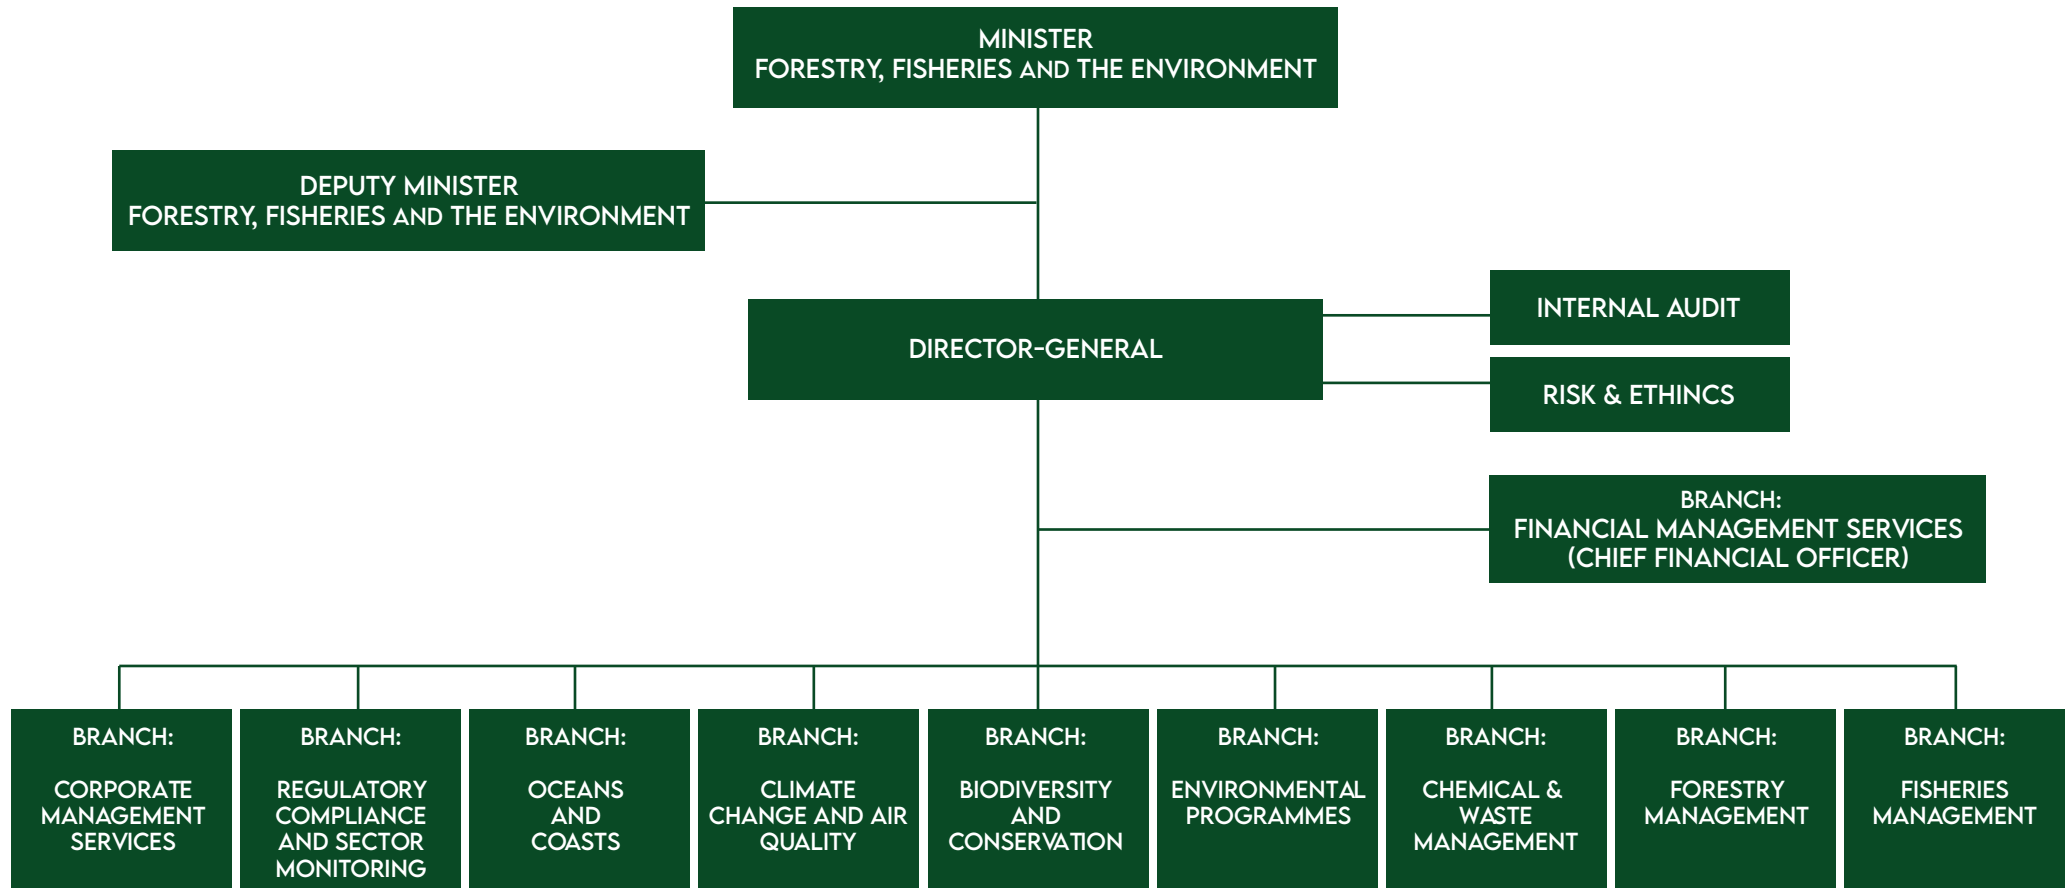 MINISTER
FORESTRY, FISHERIES AND THE ENVIRONMENT
DEPUTY MINISTER
FORESTRY, FISHERIES AND THE ENVIRONMENT
DIRECTOR-GENERAL
INTERNAL AUDIT
RISK & ETHINCS
BRANCH:
FINANCIAL MANAGEMENT SERVICES
(CHIEF FINANCIAL OFFICER)
BRANCH:
CORPORATE
MANAGEMENT
SERVICES
BRANCH:
REGULATORY
COMPLIANCE
AND SECTOR
MONITORING
BRANCH:
OCEANS
AND
COASTS
BRANCH:
CLIMATE
CHANGE AND AIR
QUALITY
BRANCH:
BIODIVERSITY
AND
CONSERVATION
BRANCH:
ENVIRONMENTAL
PROGRAMMES
BRANCH:
CHEMICAL &
WASTE
MANAGEMENT
BRANCH:
FORESTRY
MANAGEMENT
BRANCH:
FISHERIES
MANAGEMENT